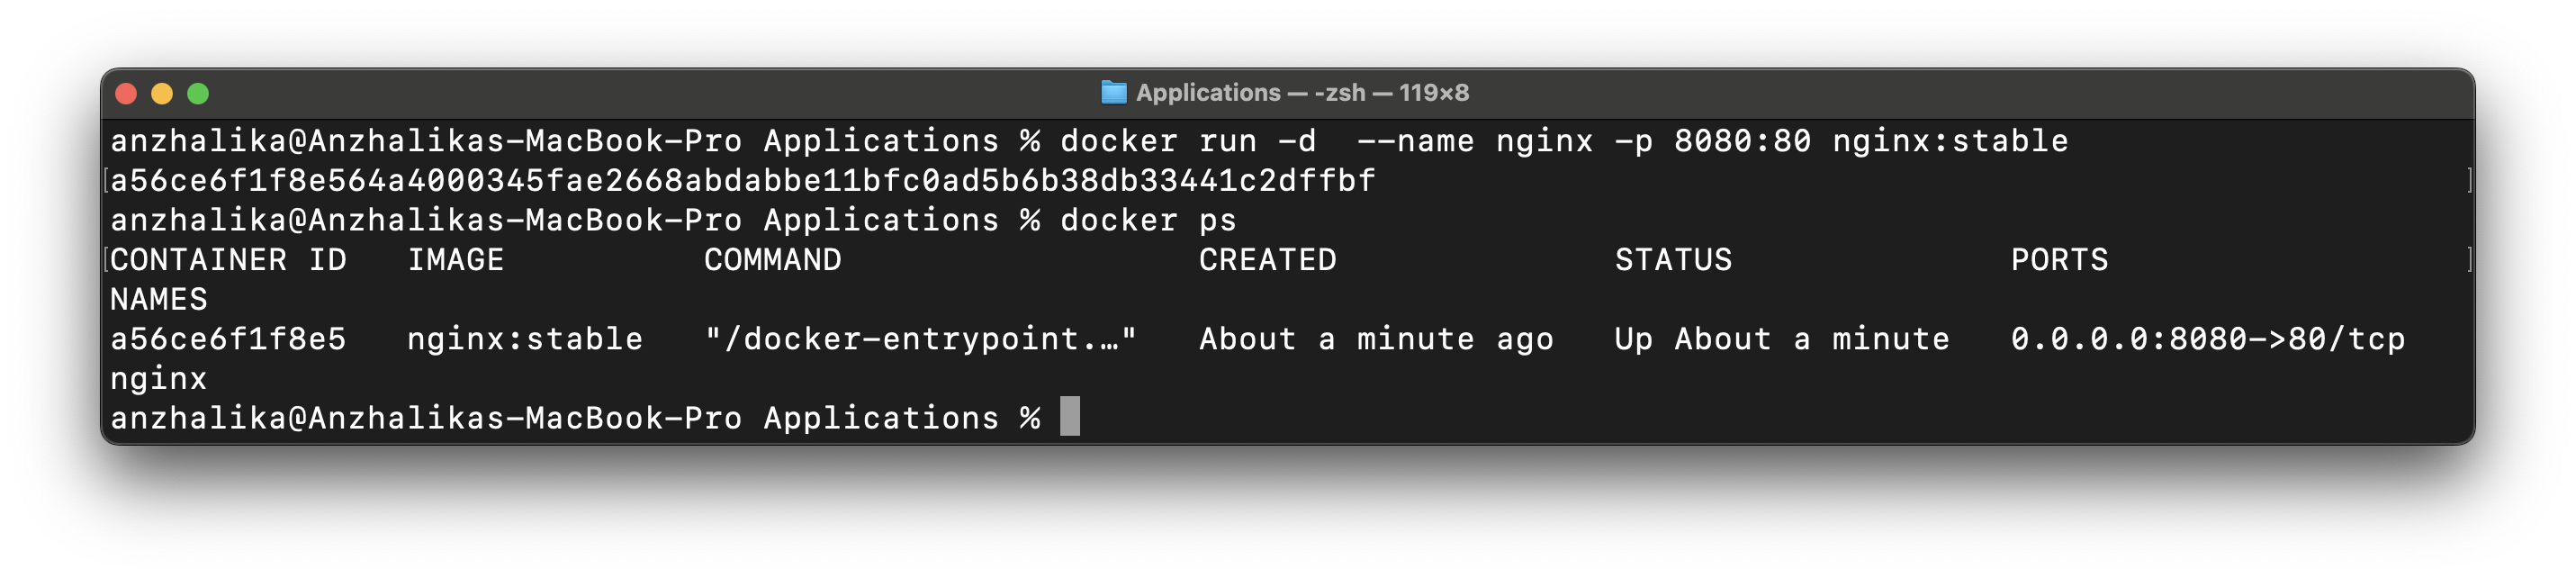 Applications — -zsh — 119×8
anzhalika@Anzhalikas-MacBook-Pro Applications % docker run -d  --name nginx -p 8080:80 nginx:stable
[a56ce6f1f8e564a4000345fae2668abdabbe11bfc0ad5b6b38db33441c2dffbf ]
anzhalika@Anzhalikas-MacBook-Pro Applications % docker ps
[CONTAINER ID   IMAGE          COMMAND                  CREATED              STATUS              PORTS ]
NAMES
a56ce6f1f8e5   nginx:stable   "/docker-entrypoint.…"   About a minute ago   Up About a minute   0.0.0.0:8080->80/tcp
nginx
anzhalika@Anzhalikas-MacBook-Pro Applications %